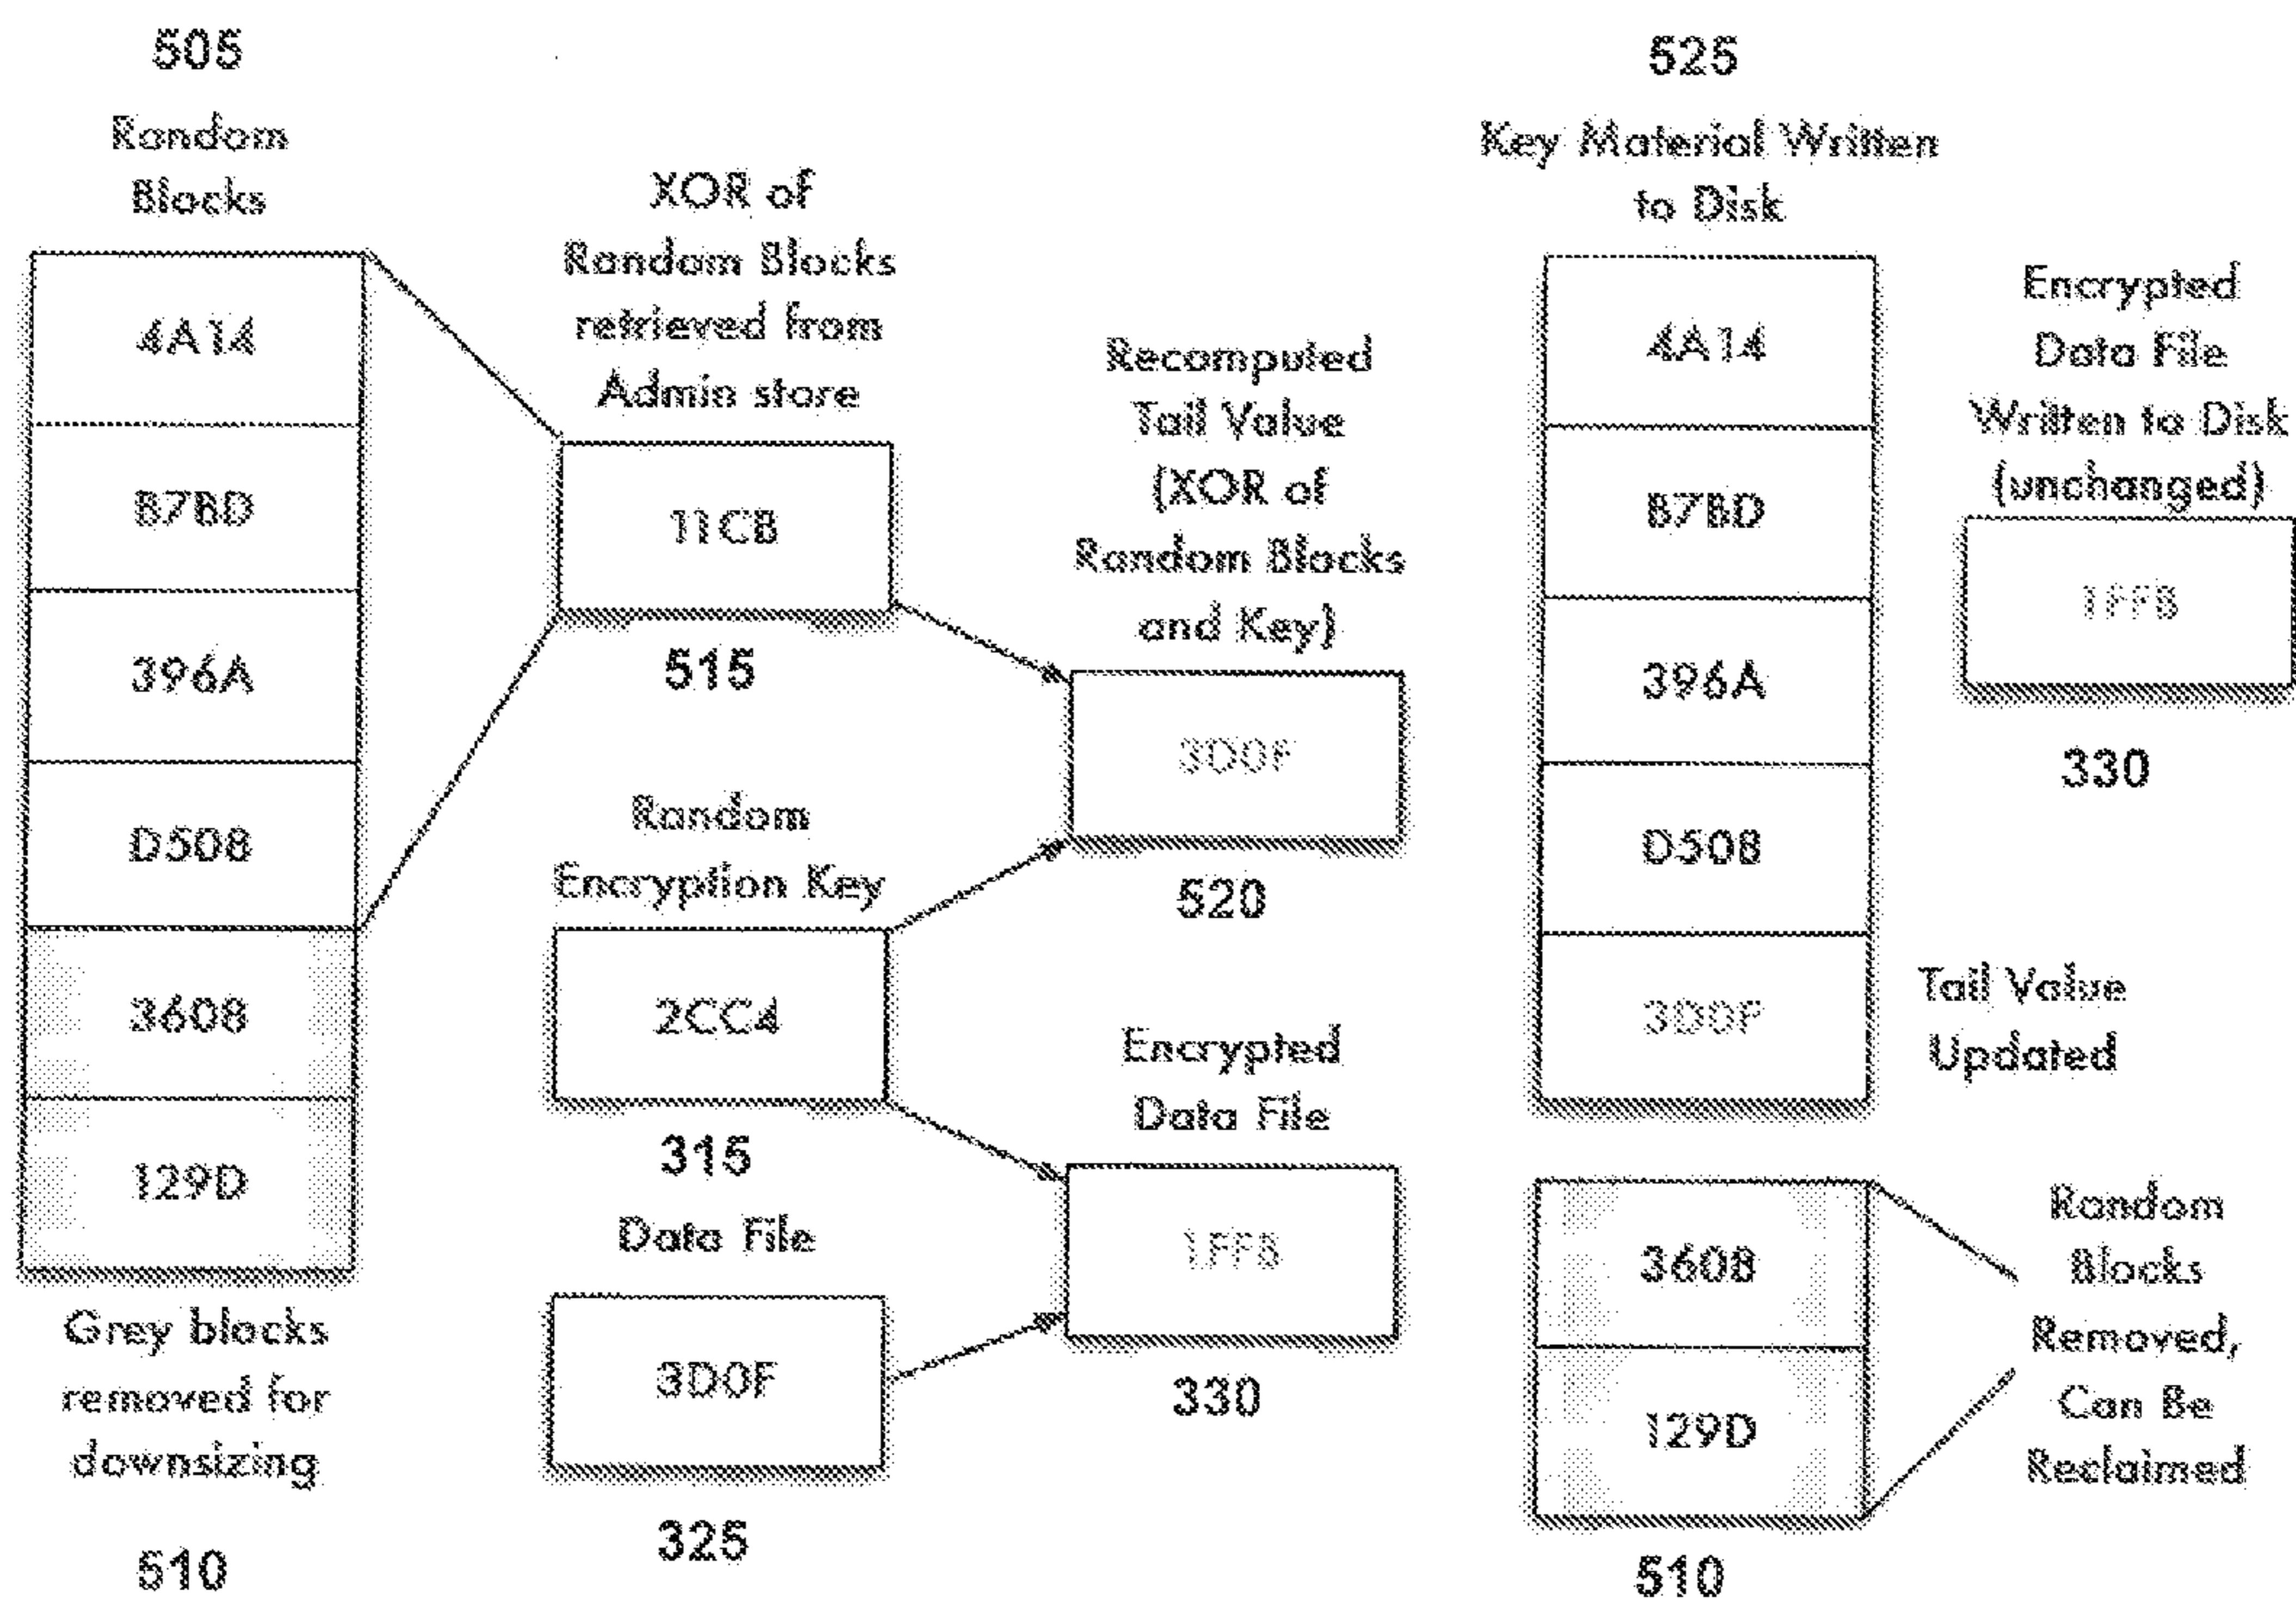 505
Random
Blocks
4A14
B7BD
396A
D508
3608
129D
Grey blocks
removed for
downsizing
510
XOR of
Random Blocks
retrieved from
Admin store
11CB
515
Random
Encryption Key
2CC4
315
Data File
3D0F
325
Recomputed
Tail Value
(XOR of
Random Blocks
and Key)
3D0F
520
Encrypted
Data File
1FFB
330
525
Key Material Written
to Disk
4A14
B7BD
396A
D508
3D0F
Tail Value
Updated
Encrypted
Data File
Written to Disk
(unchanged)
1FFB
330
3608
129D
510
Random
Blocks
Removed,
Can Be
Reclaimed